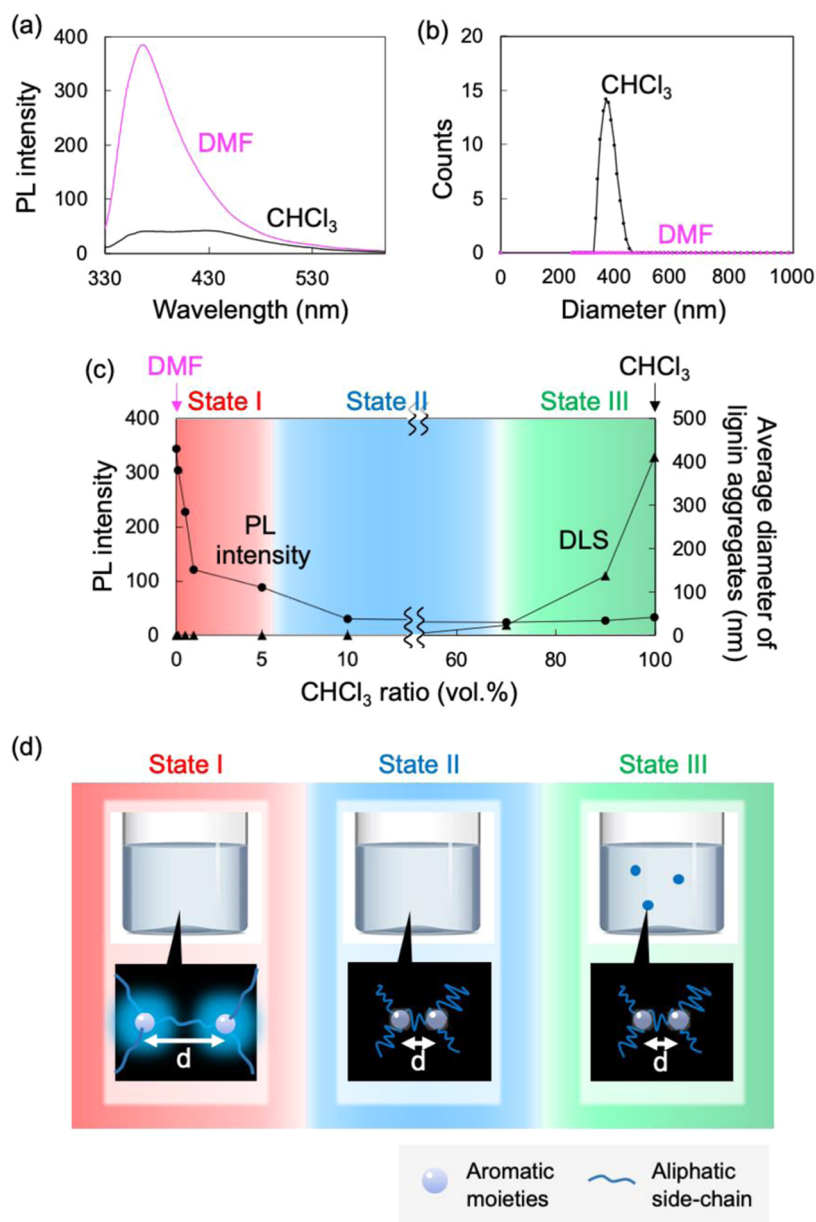 (a)
400
300
200
100
0
PL intensity
DMF
CHCl₃
330
430
530
Wavelength (nm)
(b)
20
15
10
5
0
Counts
CHCl₃
DMF
0
200
400
600
800
1000
Diameter (nm)
(c)
DMF
CHCl₃
State I
State II
State III
400
300
200
100
0
PL intensity
PL
intensity
DLS
500
400
300
200
100
0
Average diameter of
lignin aggregates (nm)
0
5
10
60
80
100
CHCl₃ ratio (vol.%)
(d)
State I
State II
State III
d
d
d
Aromatic
moieties
Aliphatic
side-chain